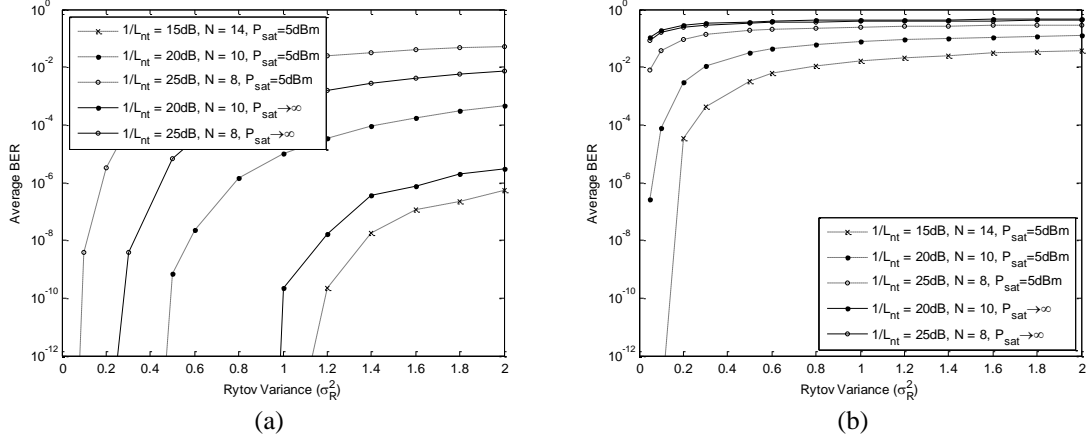 10^0
10^-2
10^-4
10^-6
10^-8
10^-10
10^-12
Average BER
1/L_nt = 15dB, N = 14, P_sat=5dBm
1/L_nt = 20dB, N = 10, P_sat=5dBm
1/L_nt = 25dB, N = 8, P_sat=5dBm
1/L_nt = 20dB, N = 10, P_sat→∞
1/L_nt = 25dB, N = 8, P_sat→∞
0 0.2 0.4 0.6 0.8 1 1.2 1.4 1.6 1.8 2
Rytov Variance (σ_R^2)
(a)
10^0
10^-2
10^-4
10^-6
10^-8
10^-10
10^-12
Average BER
1/L_nt = 15dB, N = 14, P_sat=5dBm
1/L_nt = 20dB, N = 10, P_sat=5dBm
1/L_nt = 25dB, N = 8, P_sat=5dBm
1/L_nt = 20dB, N = 10, P_sat→∞
1/L_nt = 25dB, N = 8, P_sat→∞
0 0.2 0.4 0.6 0.8 1 1.2 1.4 1.6 1.8 2
Rytov Variance (σ_R^2)
(b)